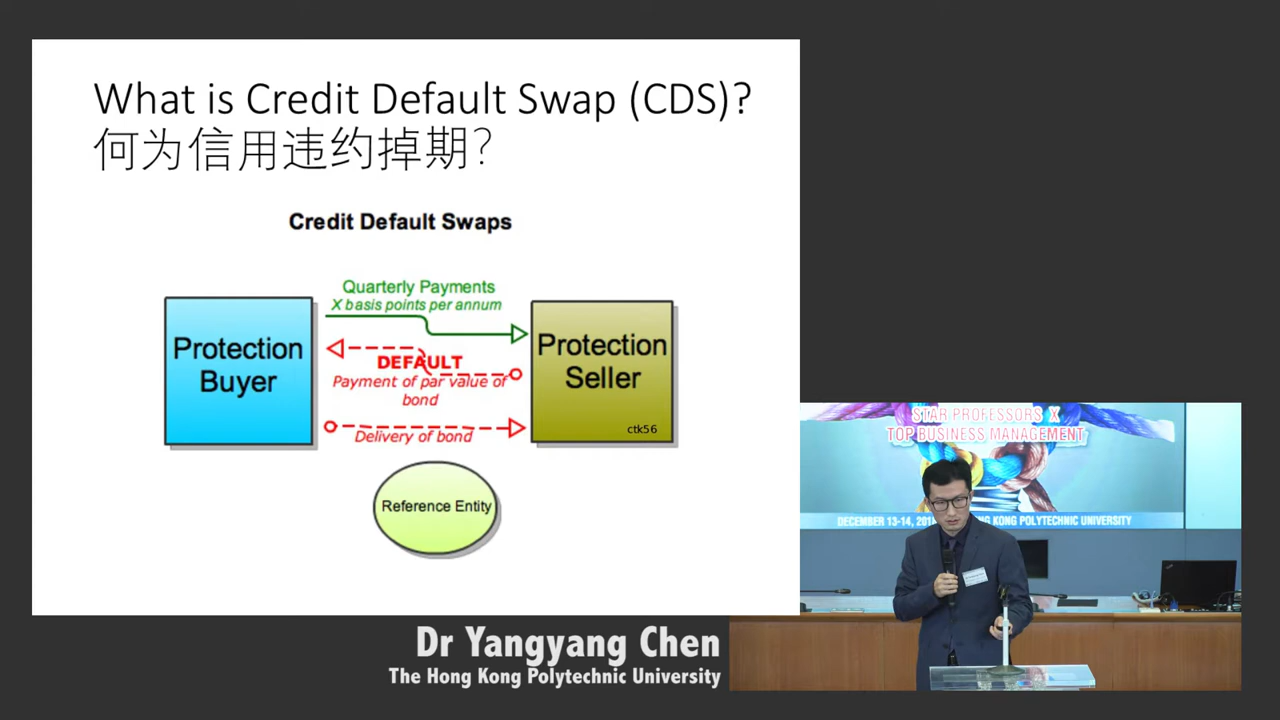 What is Credit Default Swap (CDS)?
何为信用违约掉期?
Credit Default Swaps
Quarterly Payments
X basis points per annum
Protection
Buyer
Protection
Seller
DEFAULT
Payment of par value of
bond
ctk56
Delivery of bond
Reference Entity
STAR PROFESSORS X
TOP BUSINESS MANAGEMENT
DECEMBER 13-14, 201
KONG POLYTECHNIC UNIVERSITY
Dr Yangyang Chen
The Hong Kong Polytechnic University